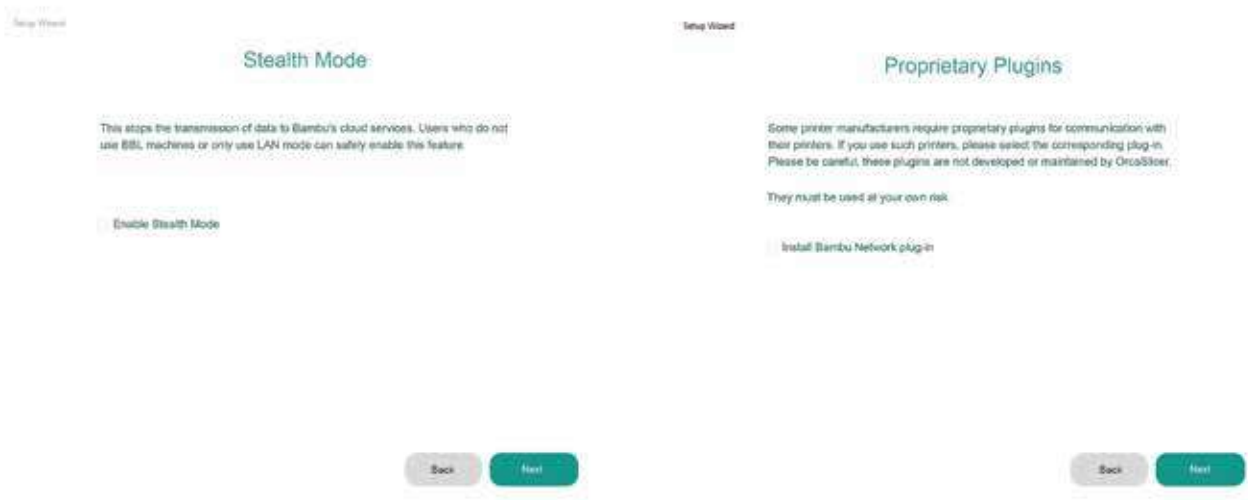 Setup Wizard
Stealth Mode
This stops the transmission of data to Bambu's cloud services. Users who do not
use BBL machines or only use LAN mode can safely enable this feature.
Enable Stealth Mode
Back
Next
Setup Wizard
Proprietary Plugins
Some printer manufacturers require proprietary plugins for communication with
their printers. If you use such printers, please select the corresponding plug-in.
Please be careful, these plugins are not developed or maintained by OrcaSlicer.
They must be used at your own risk
Install Bambu Network plug-in
Back
Next